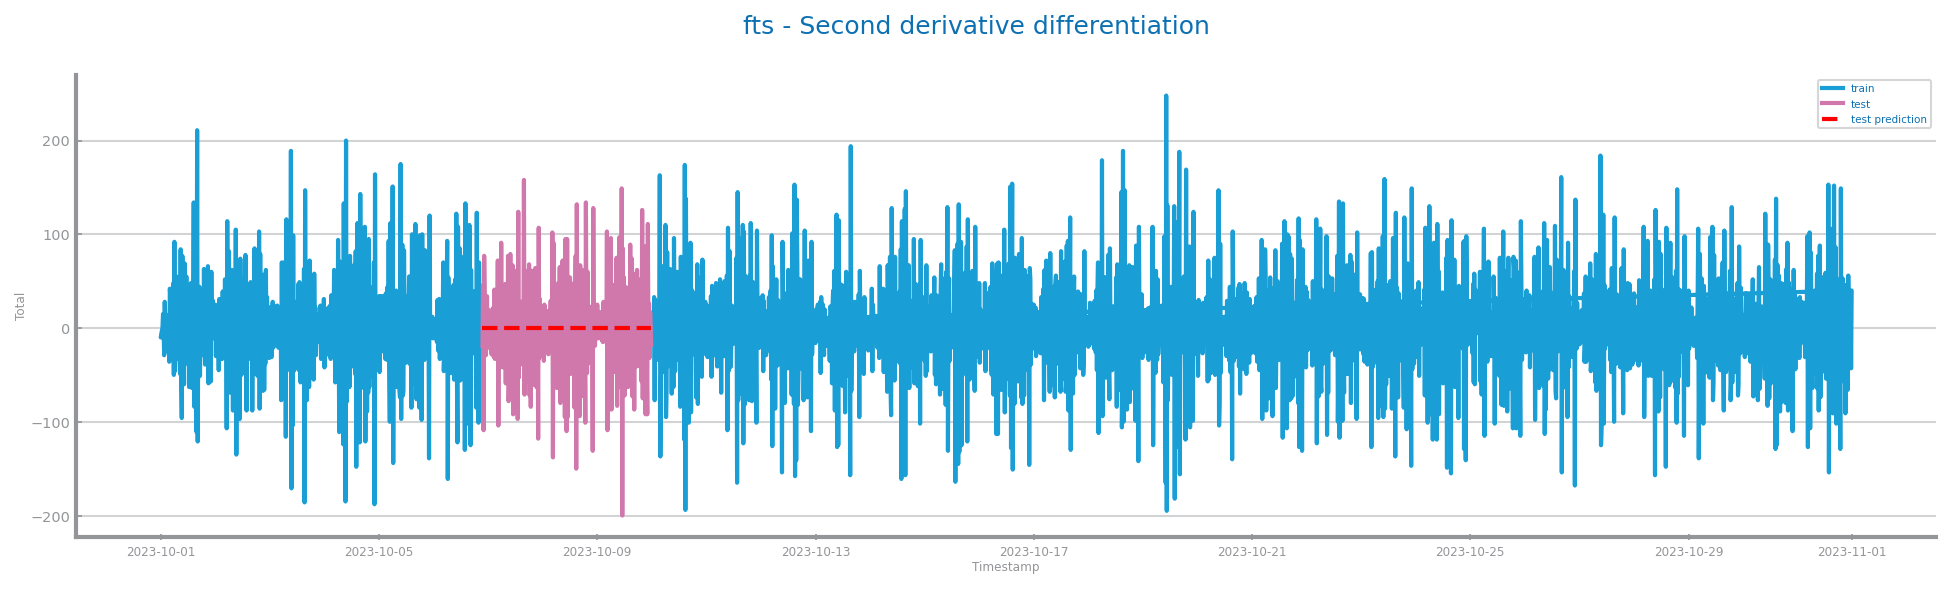 fts - Second derivative differentiation
train
test
test prediction
200
100
0
−100
−200
Total
2023-10-01 2023-10-05 2023-10-09 2023-10-13 2023-10-17 2023-10-21 2023-10-25 2023-10-29 2023-11-01
Timestamp